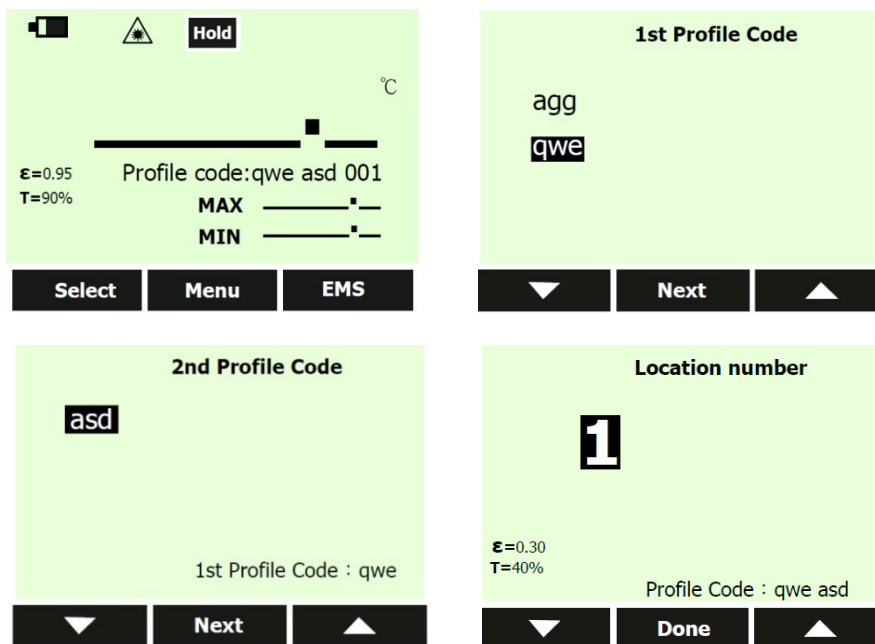 Hold
℃
ε=0.95
Profile code:qwe asd 001
T=90%
MAX
MIN
Select Menu EMS
1st Profile Code
agg
qwe
Next
2nd Profile Code
asd
1st Profile Code : qwe
Next
Location number
1
ε=0.30
T=40%
Profile Code : qwe asd
Done